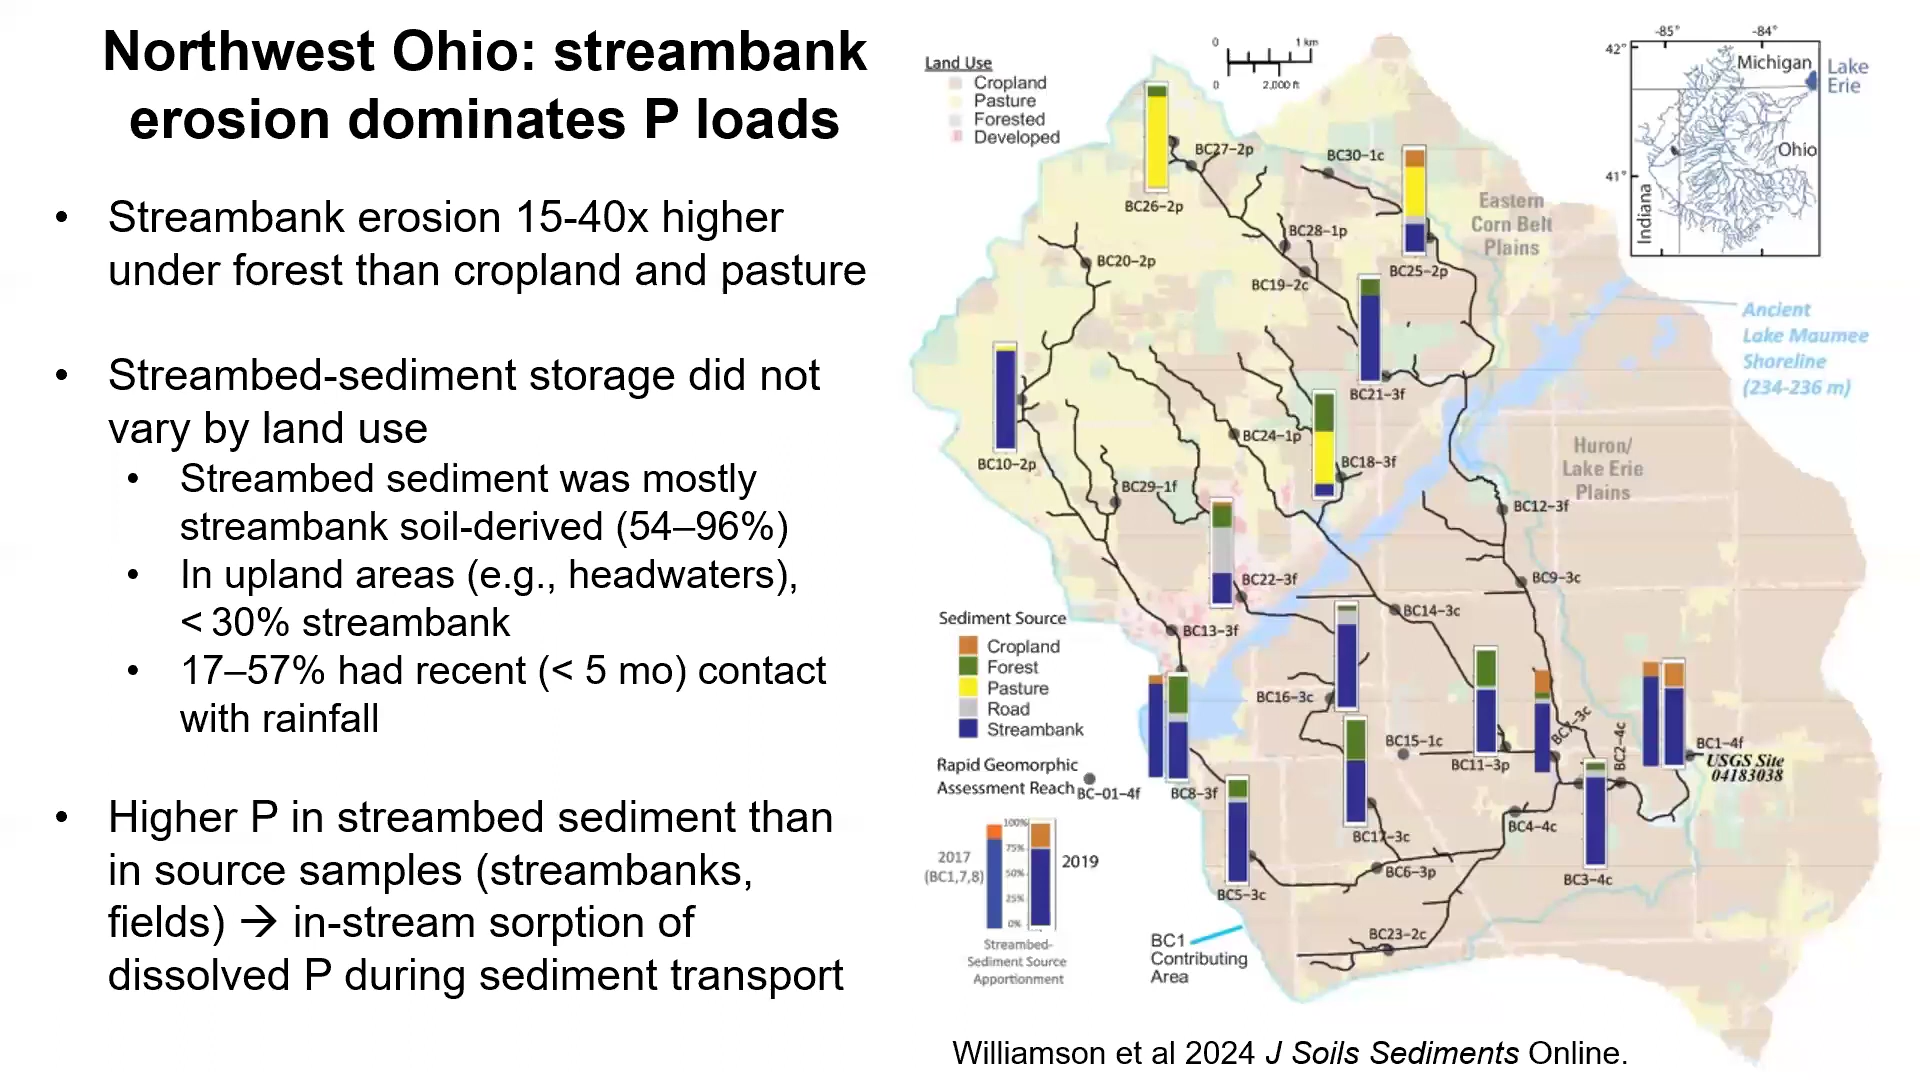 Northwest Ohio: streambank
erosion dominates P loads
• Streambank erosion 15-40x higher
under forest than cropland and pasture
• Streambed-sediment storage did not
vary by land use
• Streambed sediment was mostly
streambank soil-derived (54–96%)
• In upland areas (e.g., headwaters),
< 30% streambank
• 17–57% had recent (< 5 mo) contact
with rainfall
• Higher P in streambed sediment than
in source samples (streambanks,
fields) → in-stream sorption of
dissolved P during sediment transport
Land Use
Cropland
Pasture
Forested
Developed
0 1 km
0 2,000 ft
-85° -84°
42°
41°
Michigan
Lake
Erie
Ohio
Indiana
BC27–2p
BC30–1c
BC26–2p
Eastern
Corn Belt
Plains
BC28–1p
BC20–2p
BC25–2p
BC19–2c
Ancient
Lake Maumee
Shoreline
(234-236 m)
BC21–3f
BC24–1p
BC10–2p
BC18–3f
Huron/
Lake Erie
Plains
BC29–1f
BC12–3f
BC22–3f
BC9–3c
BC14–3c
BC13–3f
Sediment Source
Cropland
Forest
Pasture
Road
Streambank
BC16–3c
BC15–1c
BC11–3p
BC7–3c
BC2–4c
BC1–4f
USGS Site
04183038
Rapid Geomorphic
Assessment Reach
BC–01–4f
BC8–3f
BC17–3c
BC4–4c
BC6–3p
BC3–4c
BC5–3c
BC23–2c
100%
75%
50%
25%
0%
2017
(BC1,7,8)
2019
Streambed-
Sediment Source
Apportionment
BC1
Contributing
Area
Williamson et al 2024 J Soils Sediments Online.